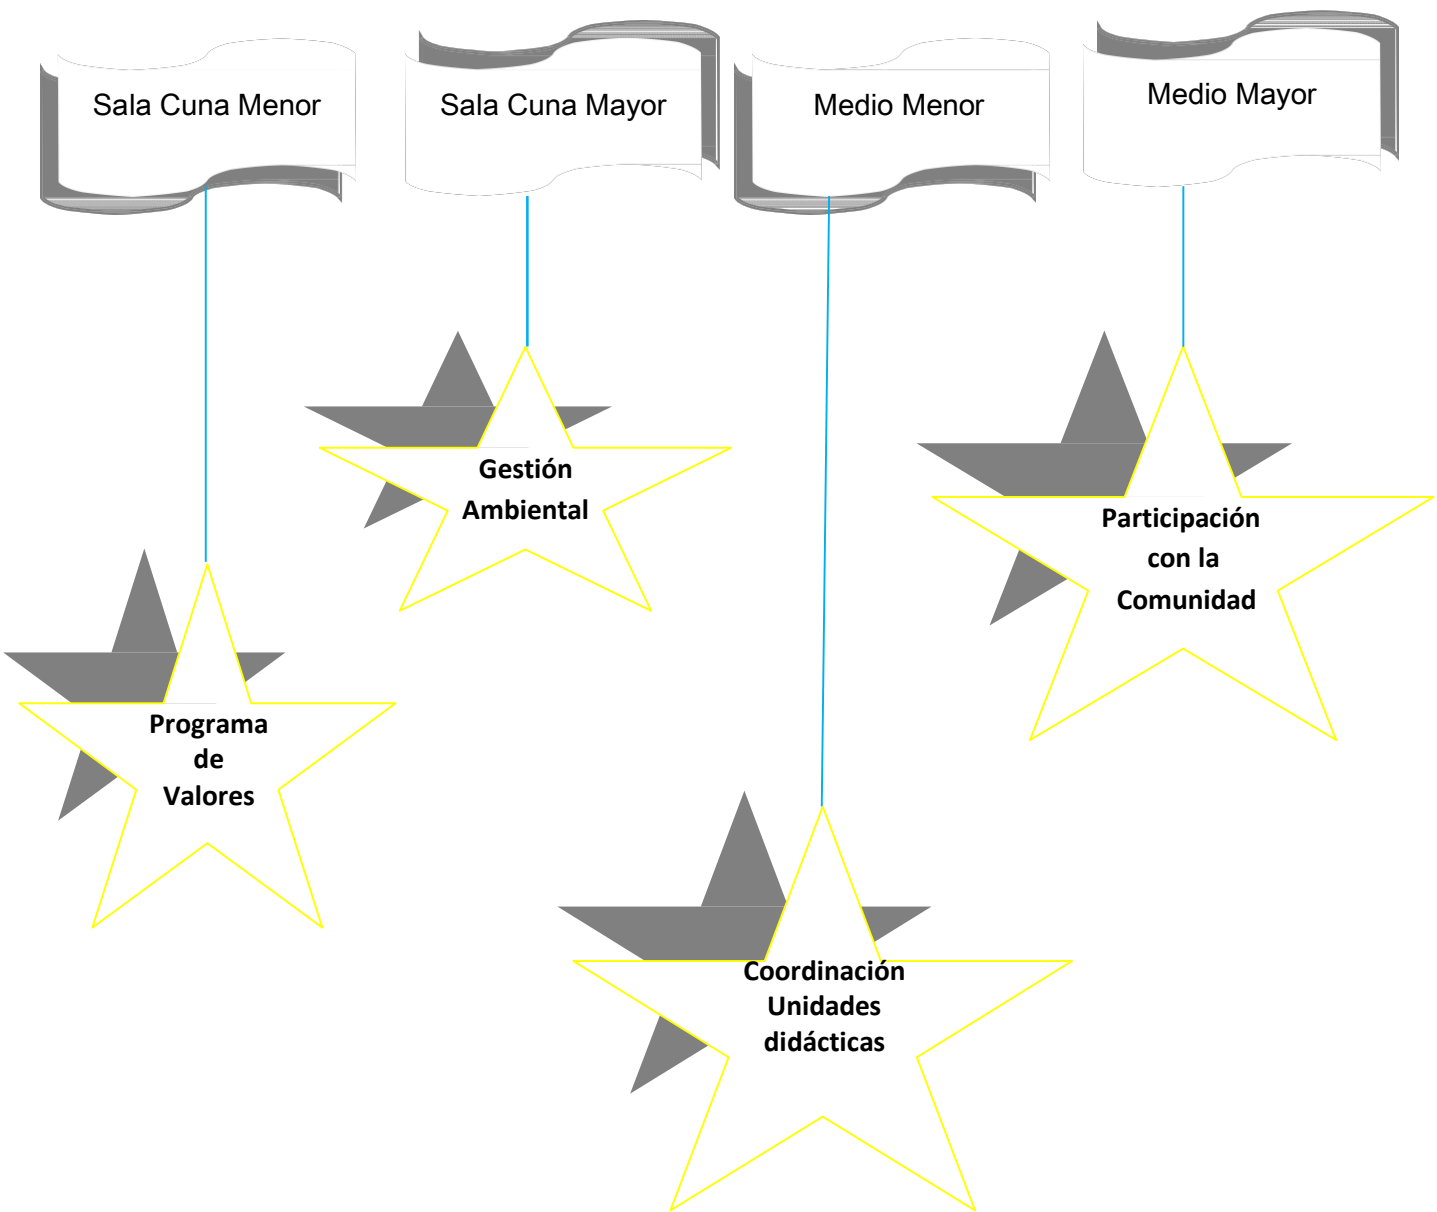 Sala Cuna Menor
Sala Cuna Mayor
Medio Menor
Medio Mayor
Gestión
Ambiental
Participación
con la
Comunidad
Programa
de
Valores
Coordinación
Unidades
didácticas